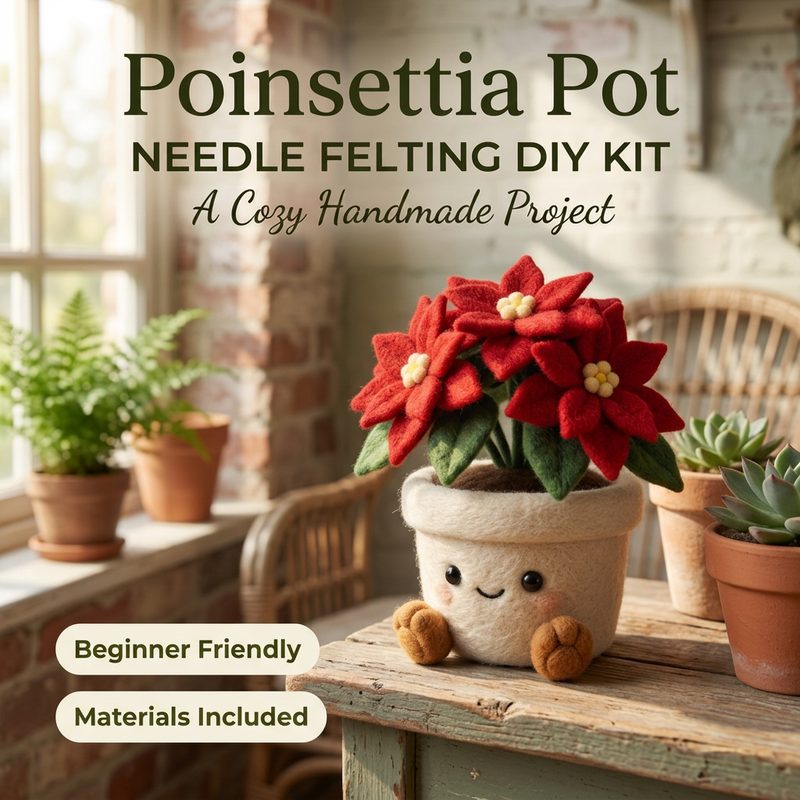 Poinsettia Pot
NEEDLE FELTING DIY KIT
A Cozy Handmade Project
Beginner Friendly
Materials Included